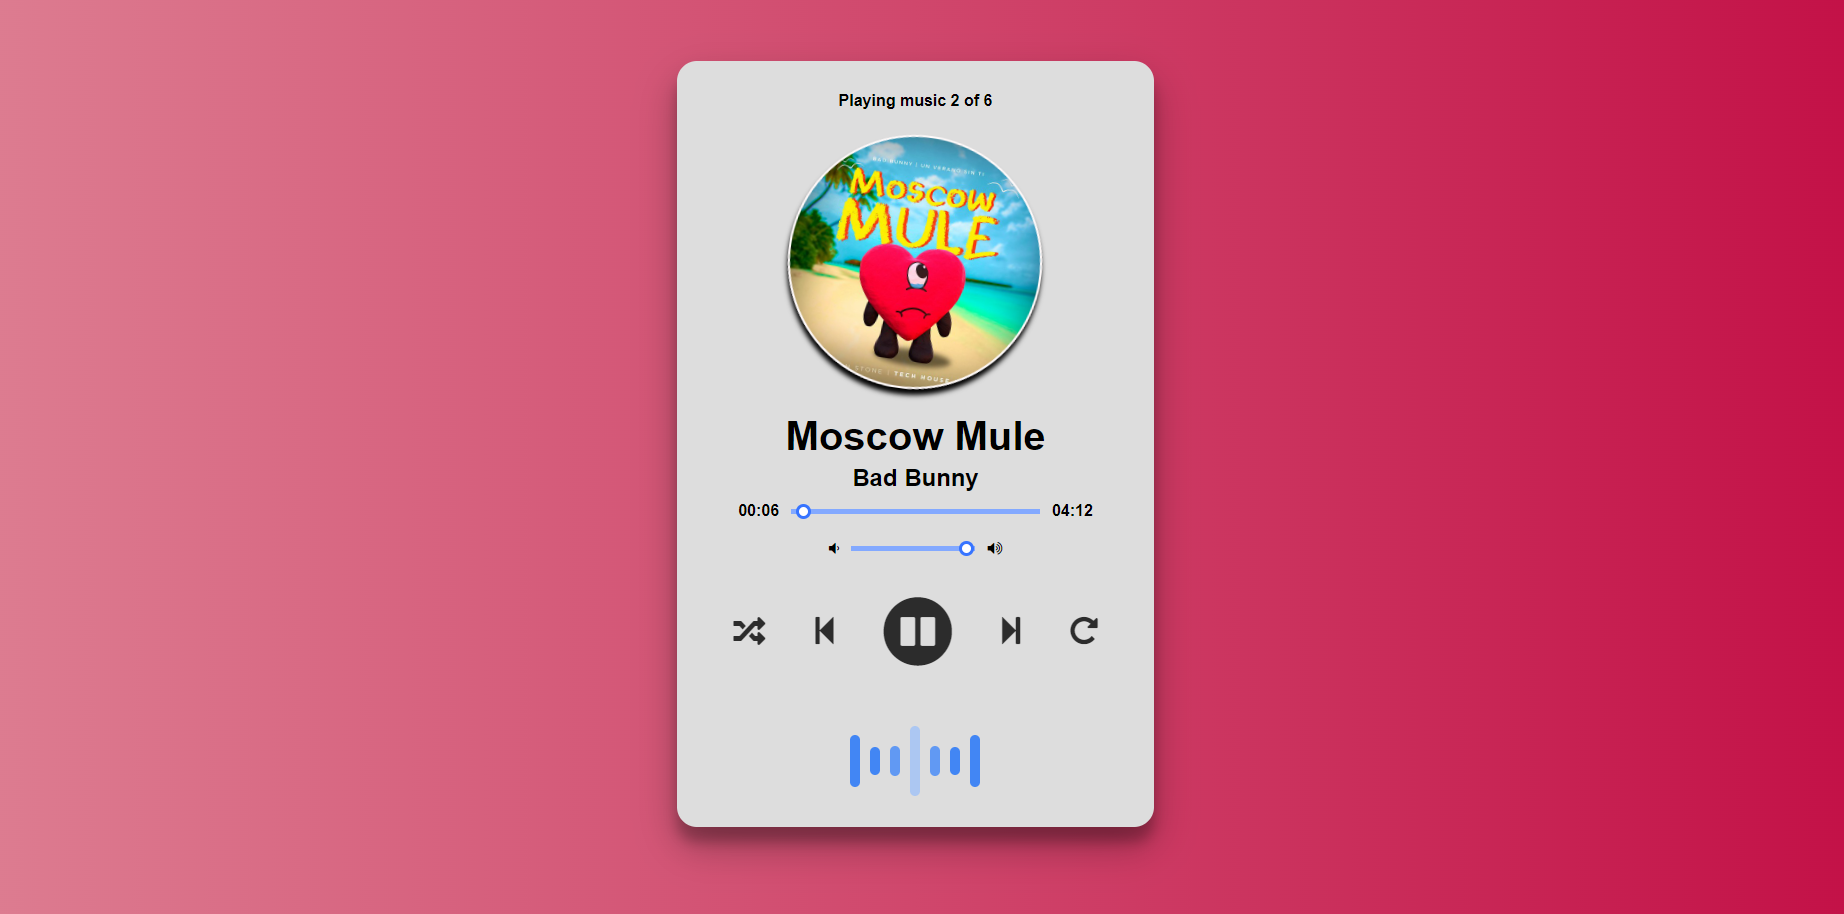 Playing music 2 of 6
BAD BUNNY | UN VERANO SIN TI
MOSCOW
MULE
TECH HOUSE
Moscow Mule
Bad Bunny
00:06 04:12